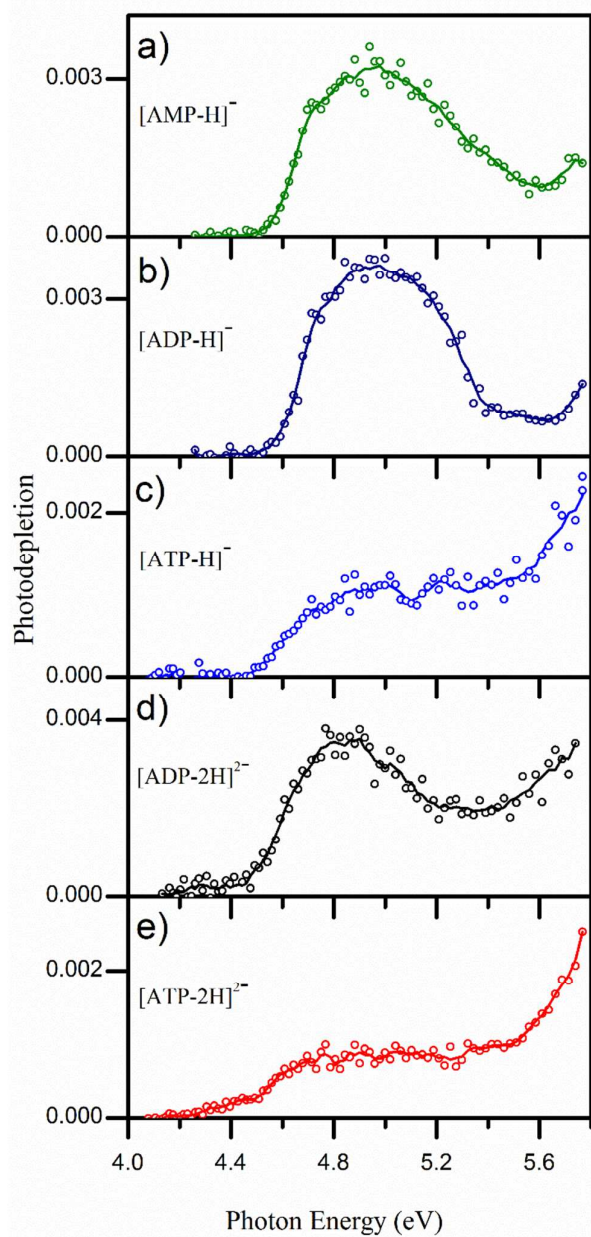 a)
[AMP-H]⁻
0.003
0.000
b)
[ADP-H]⁻
0.003
0.000
c)
[ATP-H]⁻
0.002
0.000
d)
[ADP-2H]²⁻
0.004
0.000
e)
[ATP-2H]²⁻
0.002
0.000
Photodepletion
4.0 4.4 4.8 5.2 5.6
Photon Energy (eV)